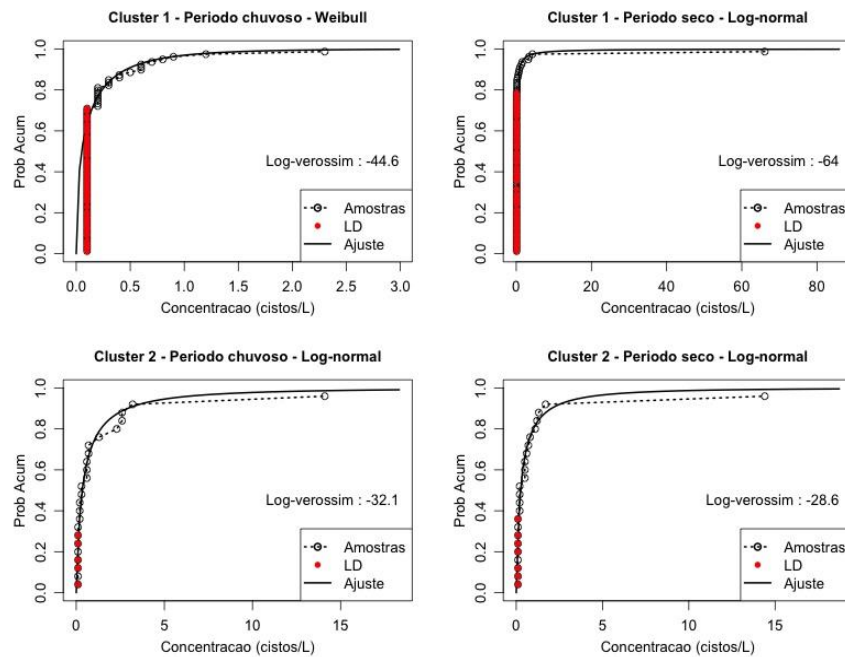 Cluster 1 - Periodo chuvoso - Weibull
Prob Acum
0.0 0.2 0.4 0.6 0.8 1.0
Log-verossim : -44.6
Amostras
LD
Ajuste
0.0 0.5 1.0 1.5 2.0 2.5 3.0
Concentracao (cistos/L)
Cluster 1 - Periodo seco - Log-normal
Prob Acum
0.0 0.2 0.4 0.6 0.8 1.0
Log-verossim : -64
Amostras
LD
Ajuste
0 20 40 60 80
Concentracao (cistos/L)
Cluster 2 - Periodo chuvoso - Log-normal
Prob Acum
0.0 0.2 0.4 0.6 0.8 1.0
Log-verossim : -32.1
Amostras
LD
Ajuste
0 5 10 15
Concentracao (cistos/L)
Cluster 2 - Periodo seco - Log-normal
Prob Acum
0.0 0.2 0.4 0.6 0.8 1.0
Log-verossim : -28.6
Amostras
LD
Ajuste
0 5 10 15
Concentracao (cistos/L)